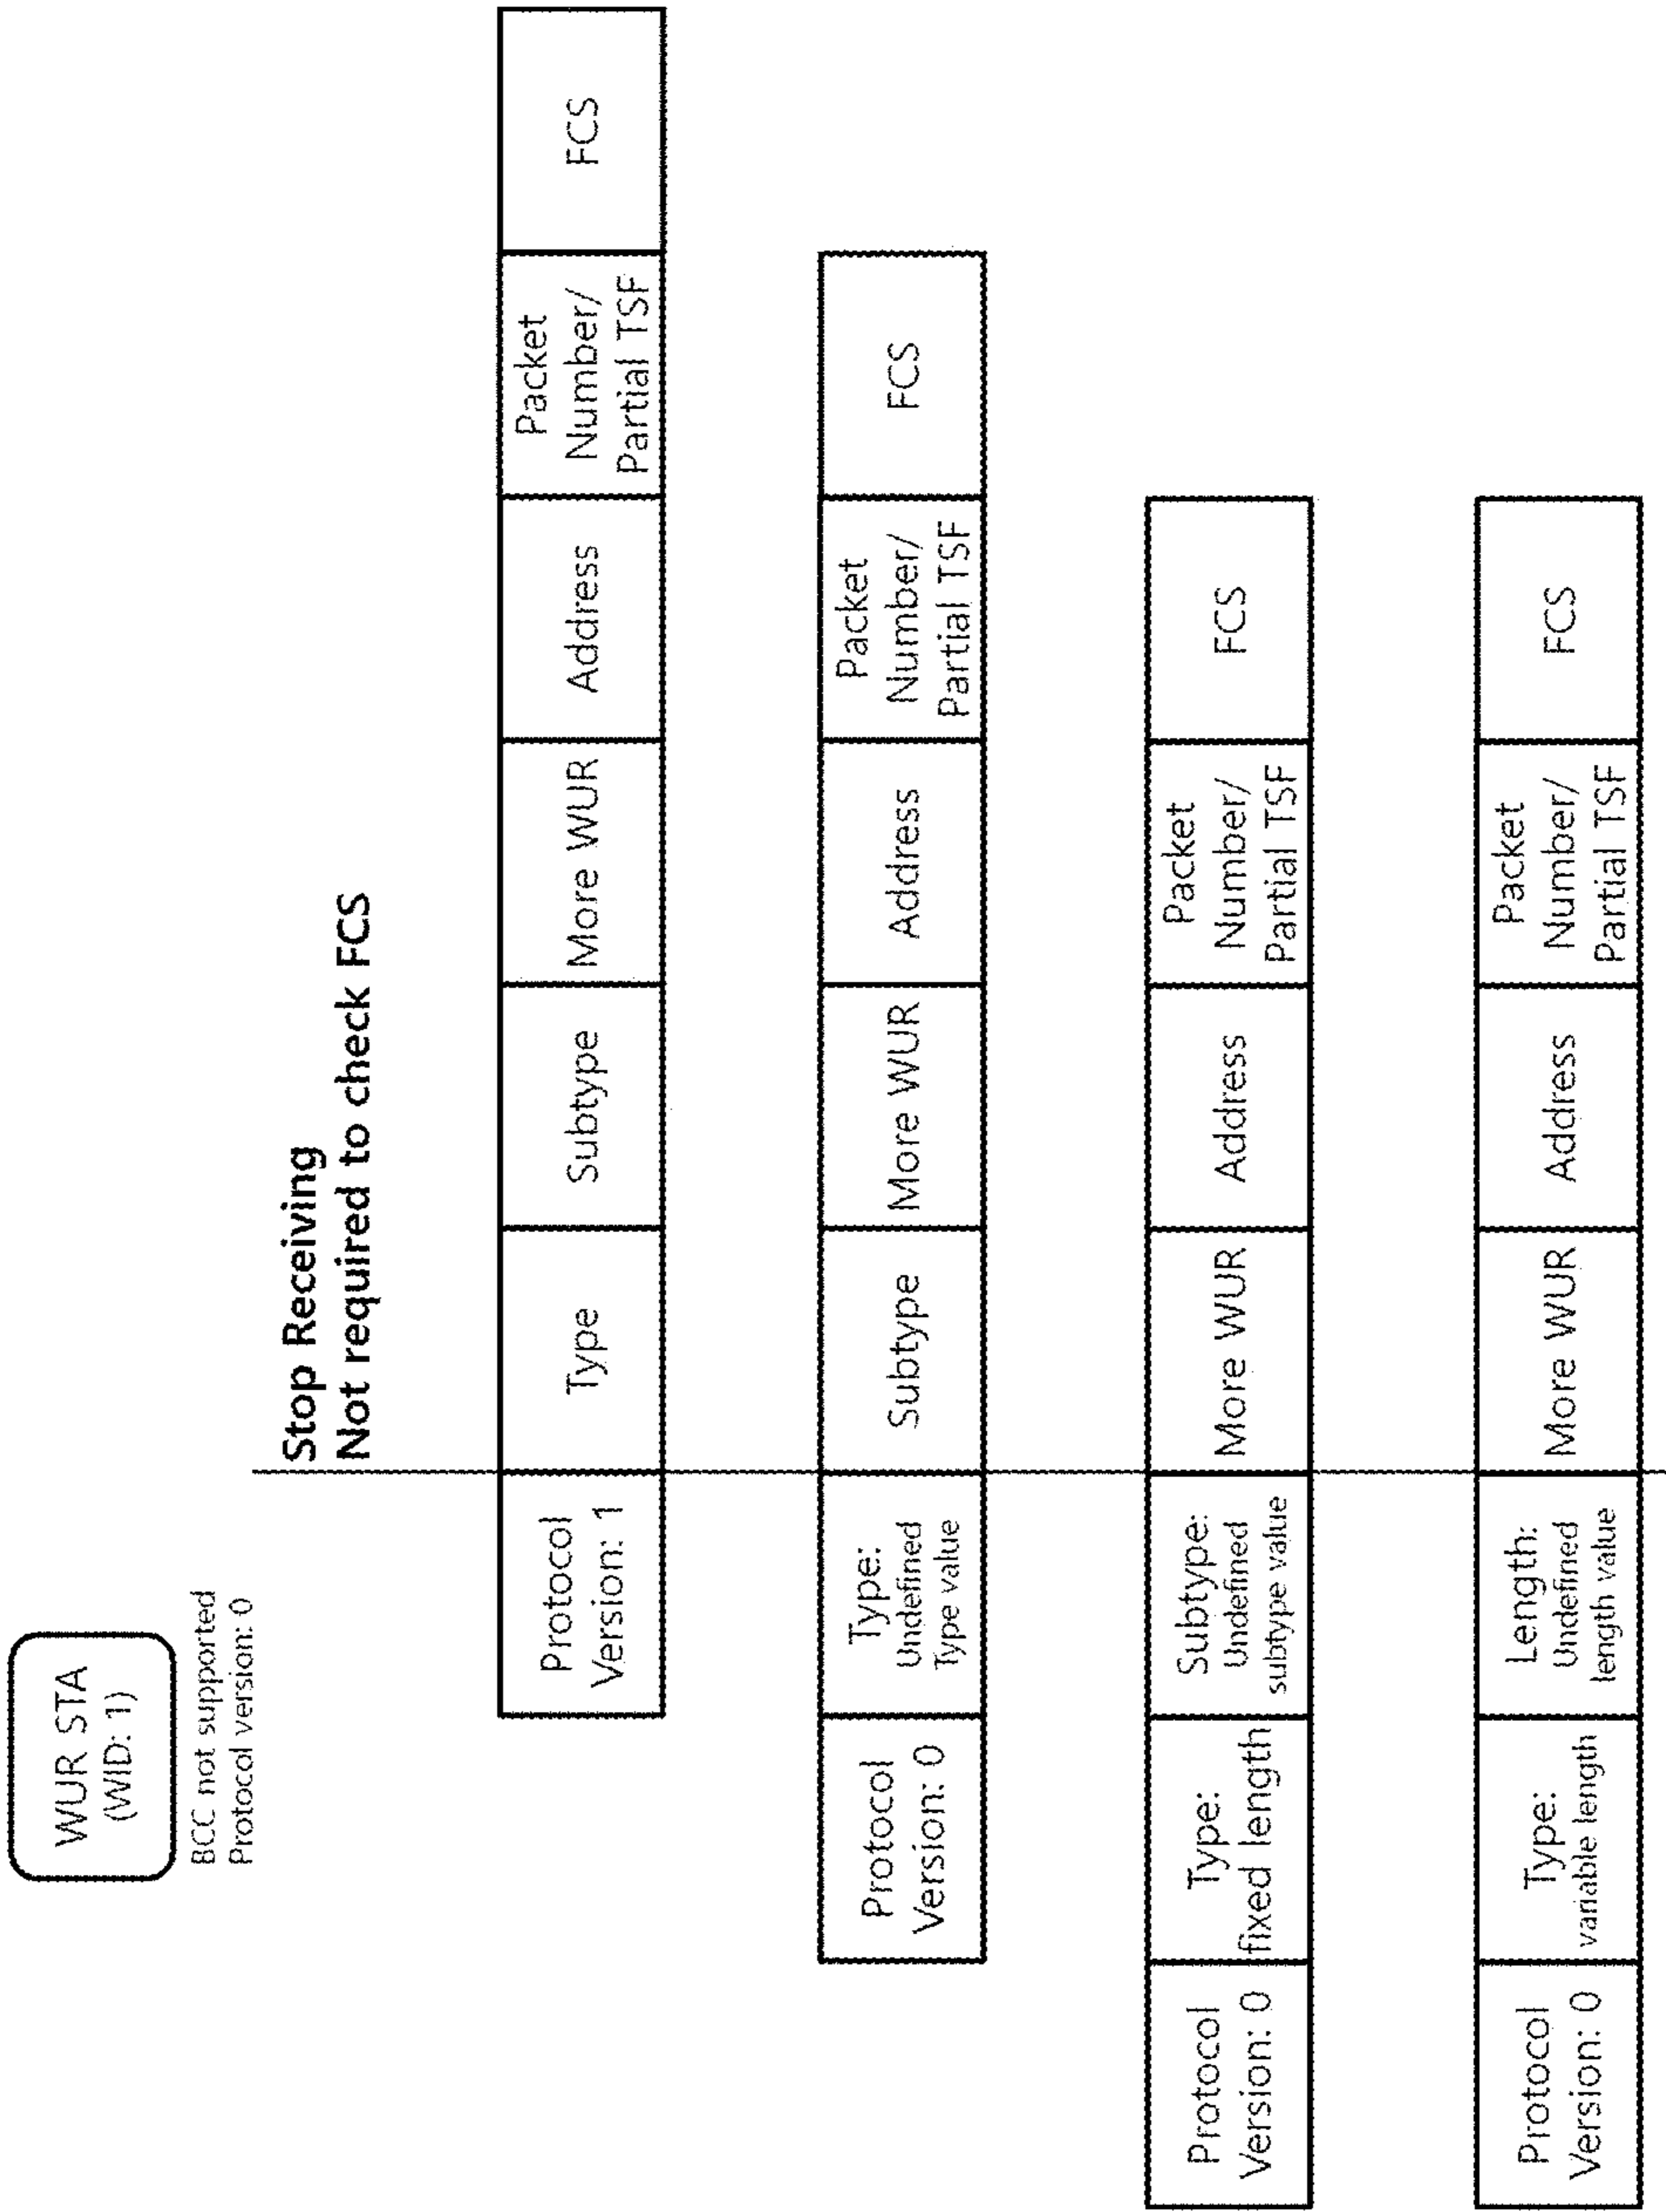 WUR STA
(WID: 1)
BCC not supported
Protocol version: 0
Stop Receiving
Not required to check FCS
Protocol
Version: 1
Type
Subtype
More WUR
Address
Packet
Number/
Partial TSF
FCS
Protocol
Version: 0
Type:
Undefined
Type value
Subtype
More WUR
Address
Packet
Number/
Partial TSF
FCS
Protocol
Version: 0
Type:
fixed length
Subtype:
Undefined
subtype value
More WUR
Address
Packet
Number/
Partial TSF
FCS
Protocol
Version: 0
Type:
variable length
Length:
Undefined
length value
More WUR
Address
Packet
Number/
Partial TSF
FCS